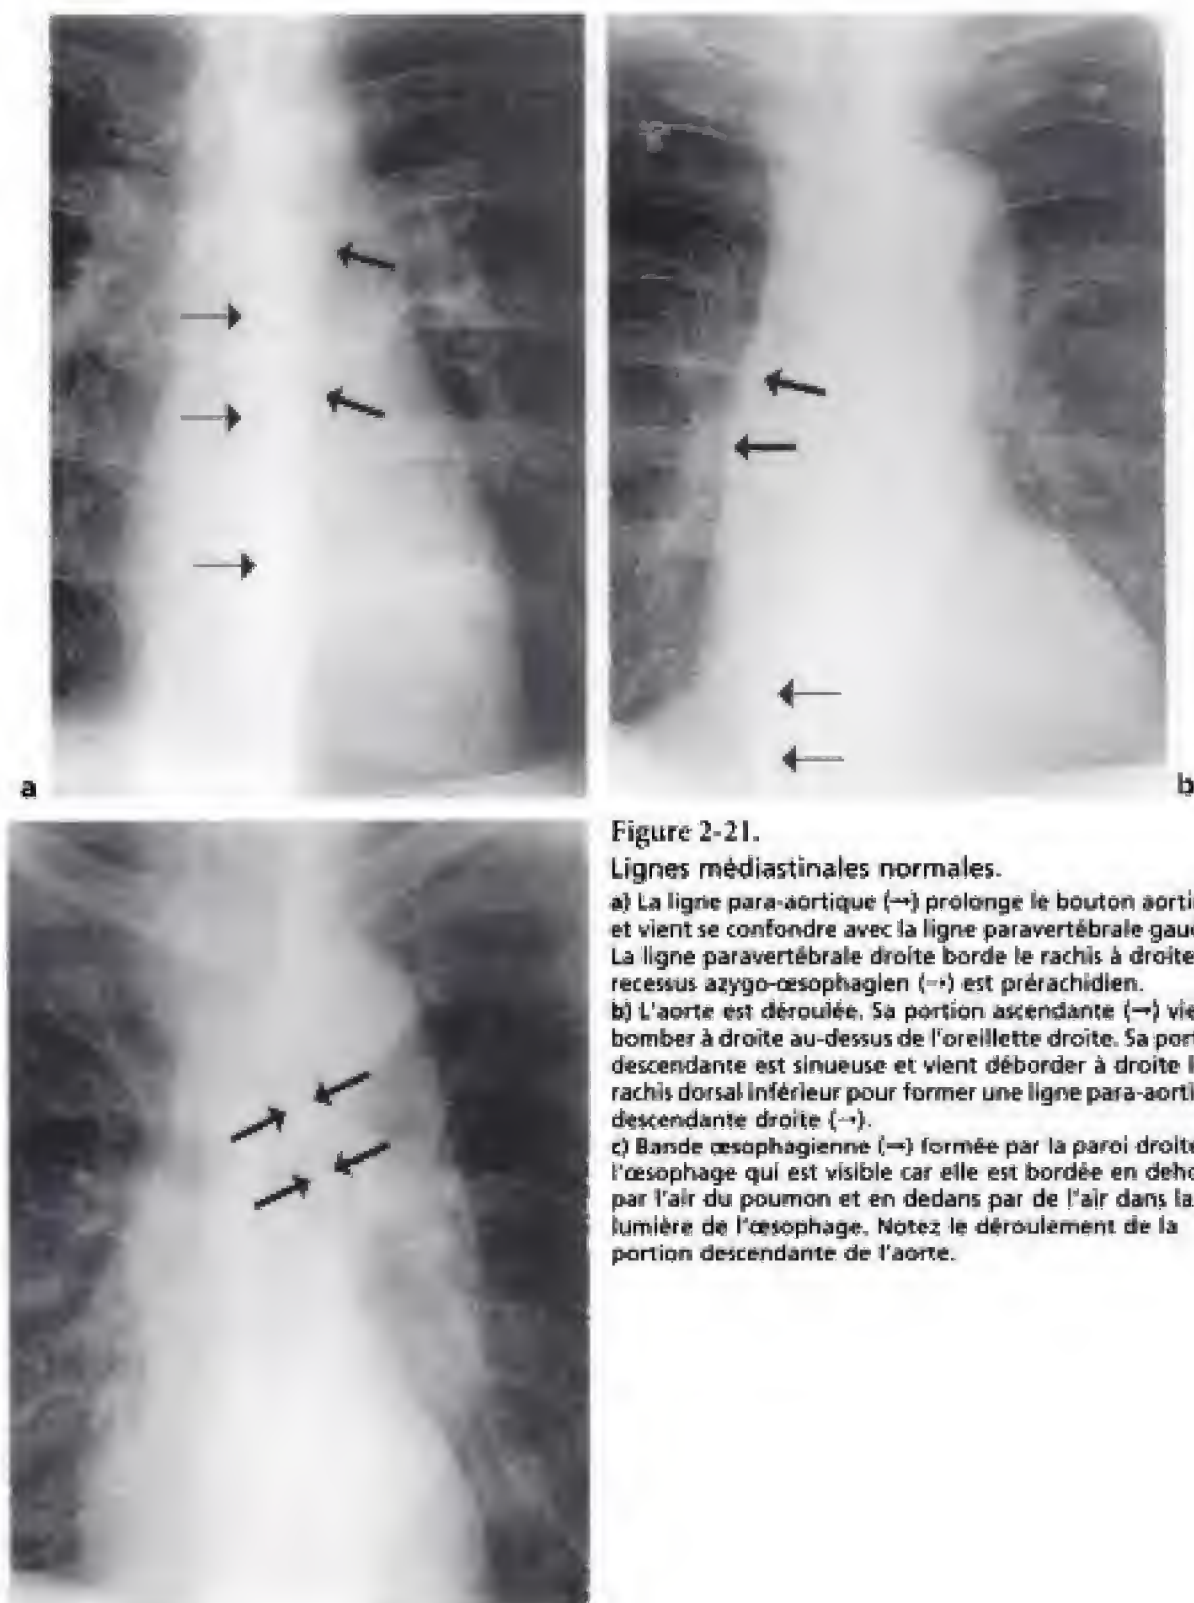 a
b
Figure 2-21.
Lignes médiastinales normales.
a) La ligne para-aortique (→) prolonge le bouton aorti
et vient se confondre avec la ligne paravertébrale gauc
La ligne paravertébrale droite borde le rachis à droite
recessus azygo-œsophagien (→) est prérachidien.
b) L'aorte est déroulée. Sa portion ascendante (→) vie
bomber à droite au-dessus de l'oreillette droite. Sa port
descendante est sinueuse et vient déborder à droite l
rachis dorsal inférieur pour former une ligne para-aorti
descendante droite (→).
c) Bande œsophagienne (→) formée par la paroi droite
l'œsophage qui est visible car elle est bordée en deho
par l'air du poumon et en dedans par de l'air dans la
lumière de l'œsophage. Notez le déroulement de la
portion descendante de l'aorte.